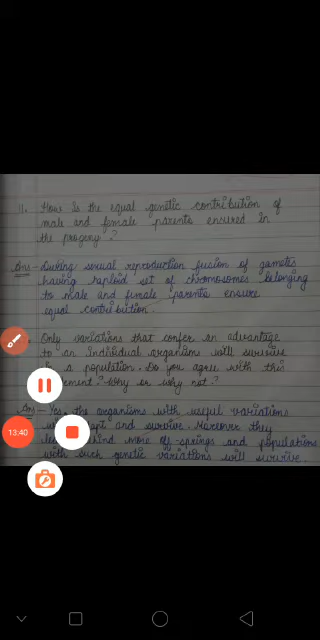 11. How is the equal genetic contribution of
male and female parents ensured in
the progeny?
Ans - During sexual reproduction fusion of gametes
having haploid set of chromosomes belonging
to male and female parents ensure
equal contribution.
Only variations that confer an advantage
to an individual organisms will survive
a population. Do you agree with this
Why or why not?
Ans - Yes, the organisms with useful variations
and survive. Moreover they
more off-springs and populations
with such genetic variations will survive.
13:40